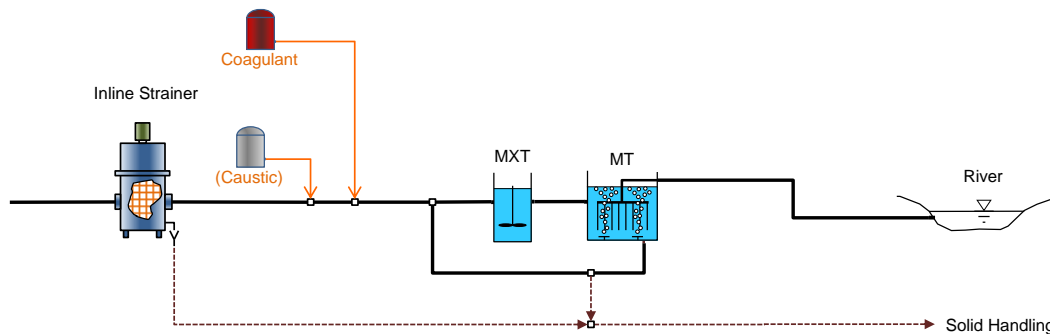 Coagulant
Inline Strainer
(Caustic)
MXT
MT
River
Solid Handling